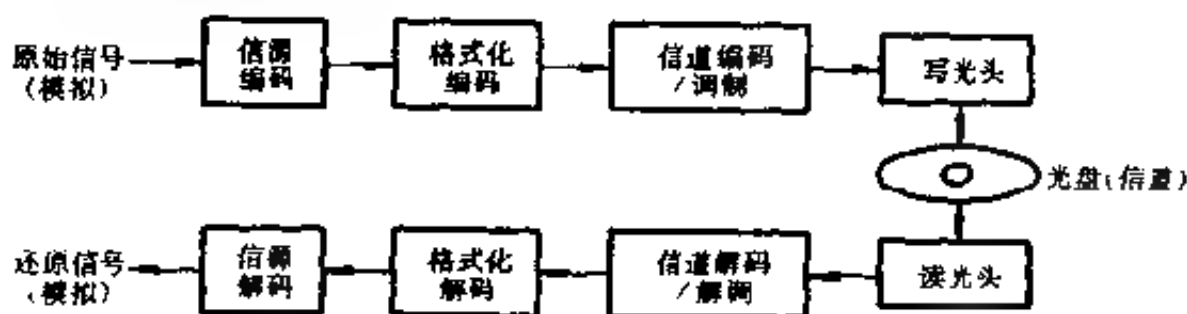 原始信号
(模拟)
信源
编码
格式化
编码
信道编码
/调制
写光头
光盘(信道)
还原信号
(模拟)
信源
解码
格式化
解码
信道解码
/解调
读光头